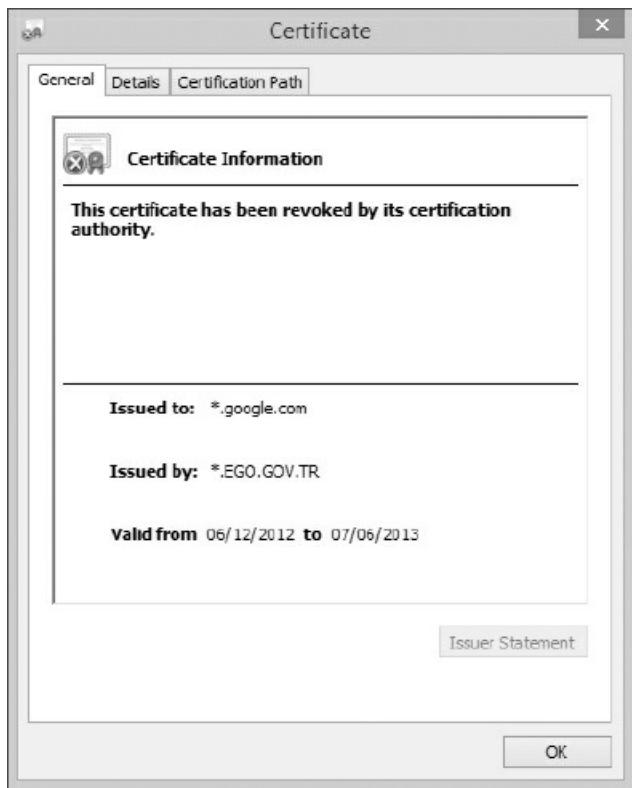 Certificate
General Details Certification Path
Certificate Information
This certificate has been revoked by its certification
authority.
Issued to: *.google.com
Issued by: *.EGO.GOV.TR
Valid from 06/12/2012 to 07/06/2013
Issuer Statement
OK